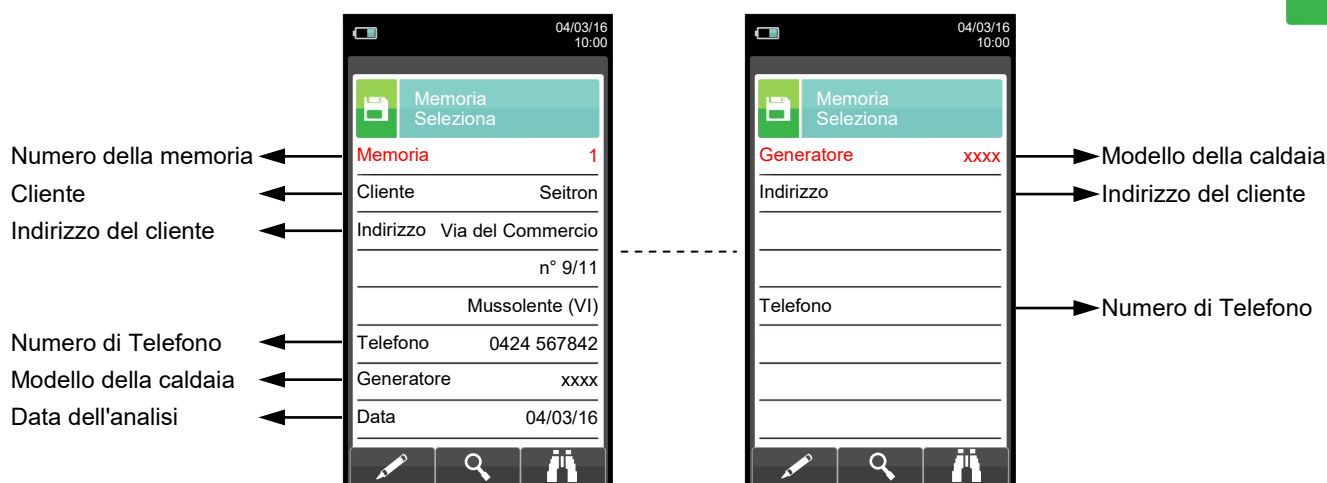 04/03/16
10:00
Memoria
Seleziona
Numero della memoria
Memoria 1
Cliente
Cliente Seitron
Indirizzo del cliente
Indirizzo Via del Commercio
n° 9/11
Mussolente (VI)
Numero di Telefono
Telefono 0424 567842
Modello della caldaia
Generatore xxxx
Data dell'analisi
Data 04/03/16
04/03/16
10:00
Memoria
Seleziona
Generatore xxxx
Modello della caldaia
Indirizzo
Indirizzo del cliente
Telefono
Numero di Telefono